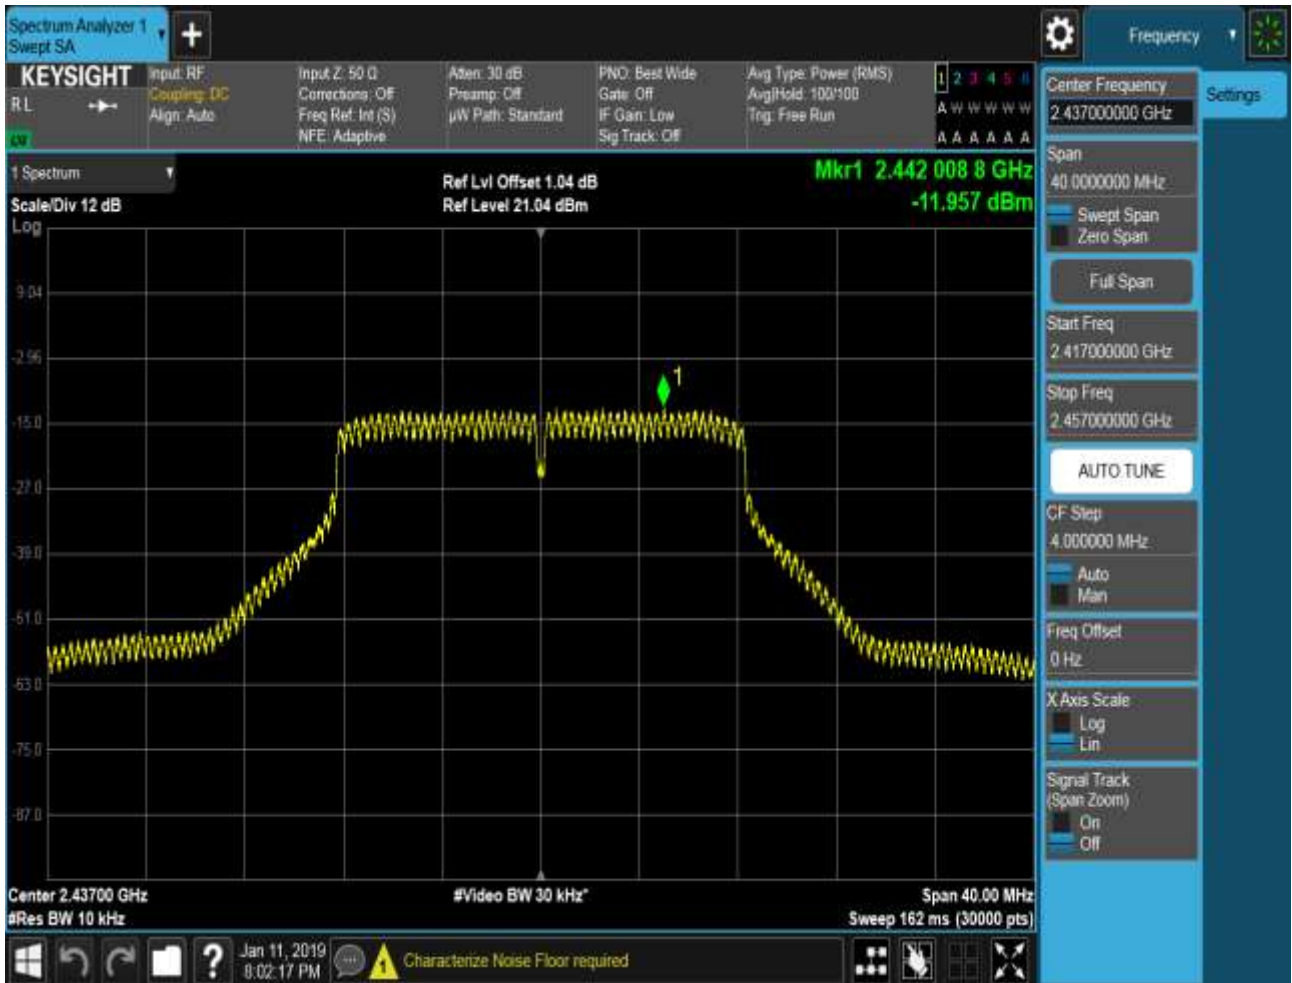 Spectrum Analyzer 1
Swept SA
+
Frequency
KEYSIGHT
R L
Input: RF
Coupling: DC
Align: Auto
Input Z: 50 Ω
Corrections: Off
Freq Ref: Int (S)
NFE: Adaptive
Atten: 30 dB
Preamp: Off
µW Path: Standard
PNO: Best Wide
Gate: Off
IF Gain: Low
Sig Track: Off
Avg Type: Power (RMS)
Avg|Hold: 100/100
Trig: Free Run
1 2 3 4 5 6
A W W W W W
A A A A A A
1 Spectrum
Scale/Div 12 dB
Log
Ref Lvl Offset 1.04 dB
Ref Level 21.04 dBm
Mkr1 2.442 008 8 GHz
-11.957 dBm
9.04
-2.96
-15.0
-27.0
-39.0
-51.0
-63.0
-75.0
-87.0
1
Center 2.43700 GHz
#Res BW 10 kHz
#Video BW 30 kHz*
Span 40.00 MHz
Sweep 162 ms (30000 pts)
Jan 11, 2019
8:02:17 PM
Characterize Noise Floor required
Center Frequency
2.437000000 GHz
Settings
Span
40.0000000 MHz
Swept Span
Zero Span
Full Span
Start Freq
2.417000000 GHz
Stop Freq
2.457000000 GHz
AUTO TUNE
CF Step
4.000000 MHz
Auto
Man
Freq Offset
0 Hz
X Axis Scale
Log
Lin
Signal Track
(Span Zoom)
On
Off